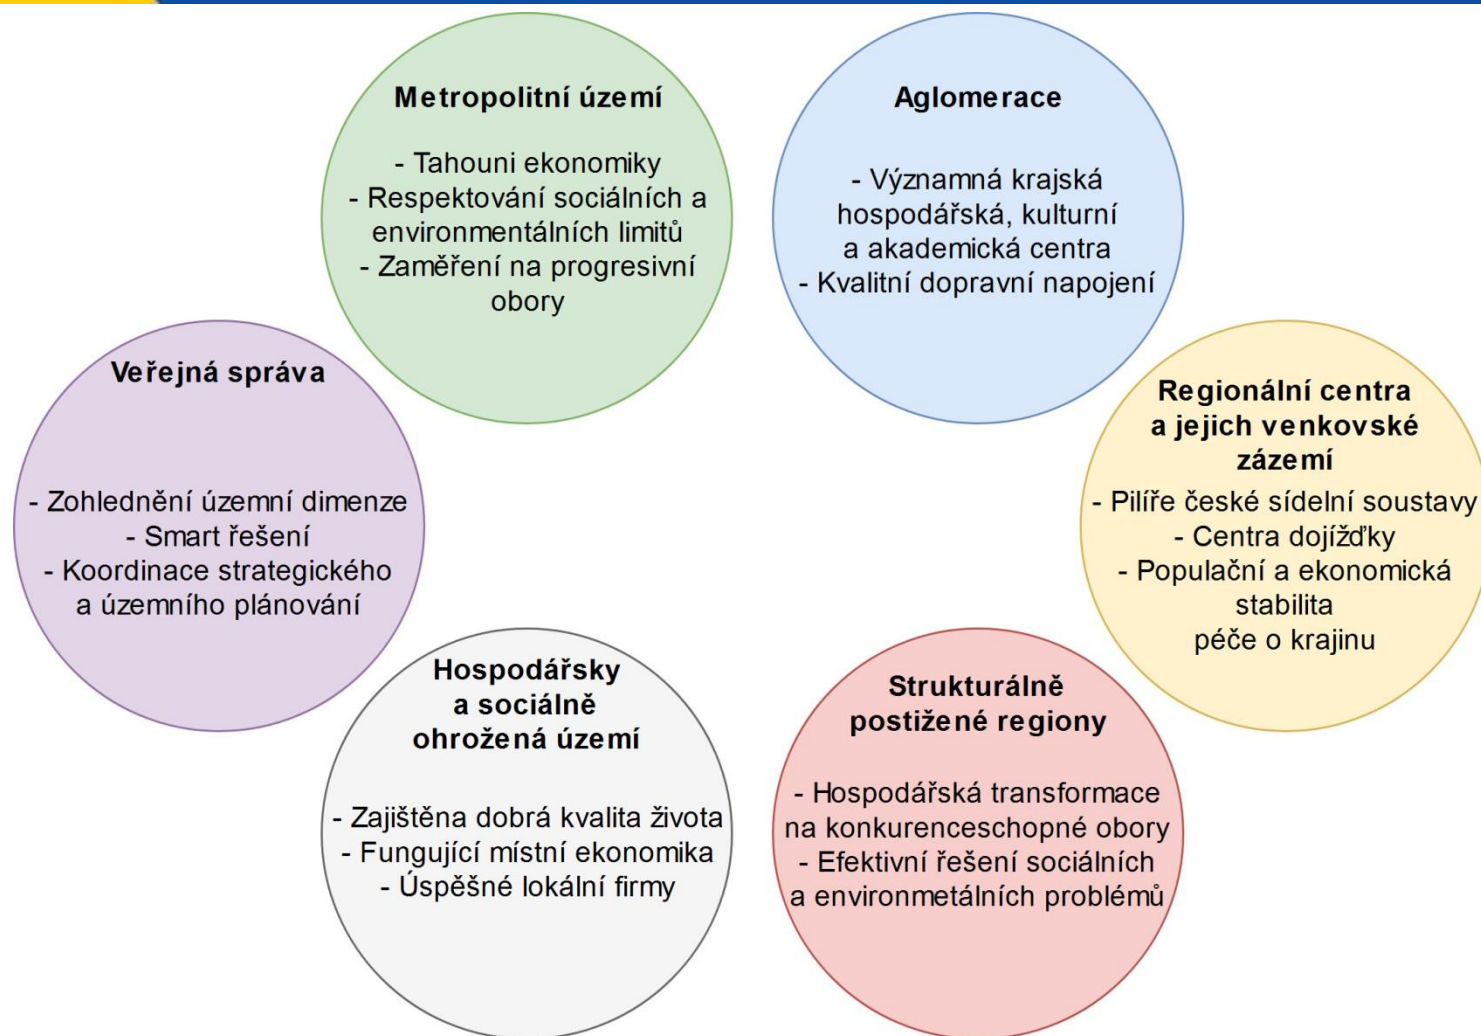 Metropolitní území
- Tahouni ekonomiky
- Respektování sociálních a
environmentálních limitů
- Zaměření na progresivní
obory
Aglomerace
- Významná krajská
hospodářská, kulturní
a akademická centra
- Kvalitní dopravní napojení
Veřejná správa
- Zohlednění územní dimenze
- Smart řešení
- Koordinace strategického
a územního plánování
Regionální centra
a jejich venkovské
zázemí
- Pilíře české sídelní soustavy
- Centra dojížďky
- Populační a ekonomická
stabilita
péče o krajinu
Hospodářsky
a sociálně
ohrožená území
- Zajištěna dobrá kvalita života
- Fungující místní ekonomika
- Úspěšné lokální firmy
Strukturálně
postižené regiony
- Hospodářská transformace
na konkurenceschopné obory
- Efektivní řešení sociálních
a environmetálních problémů